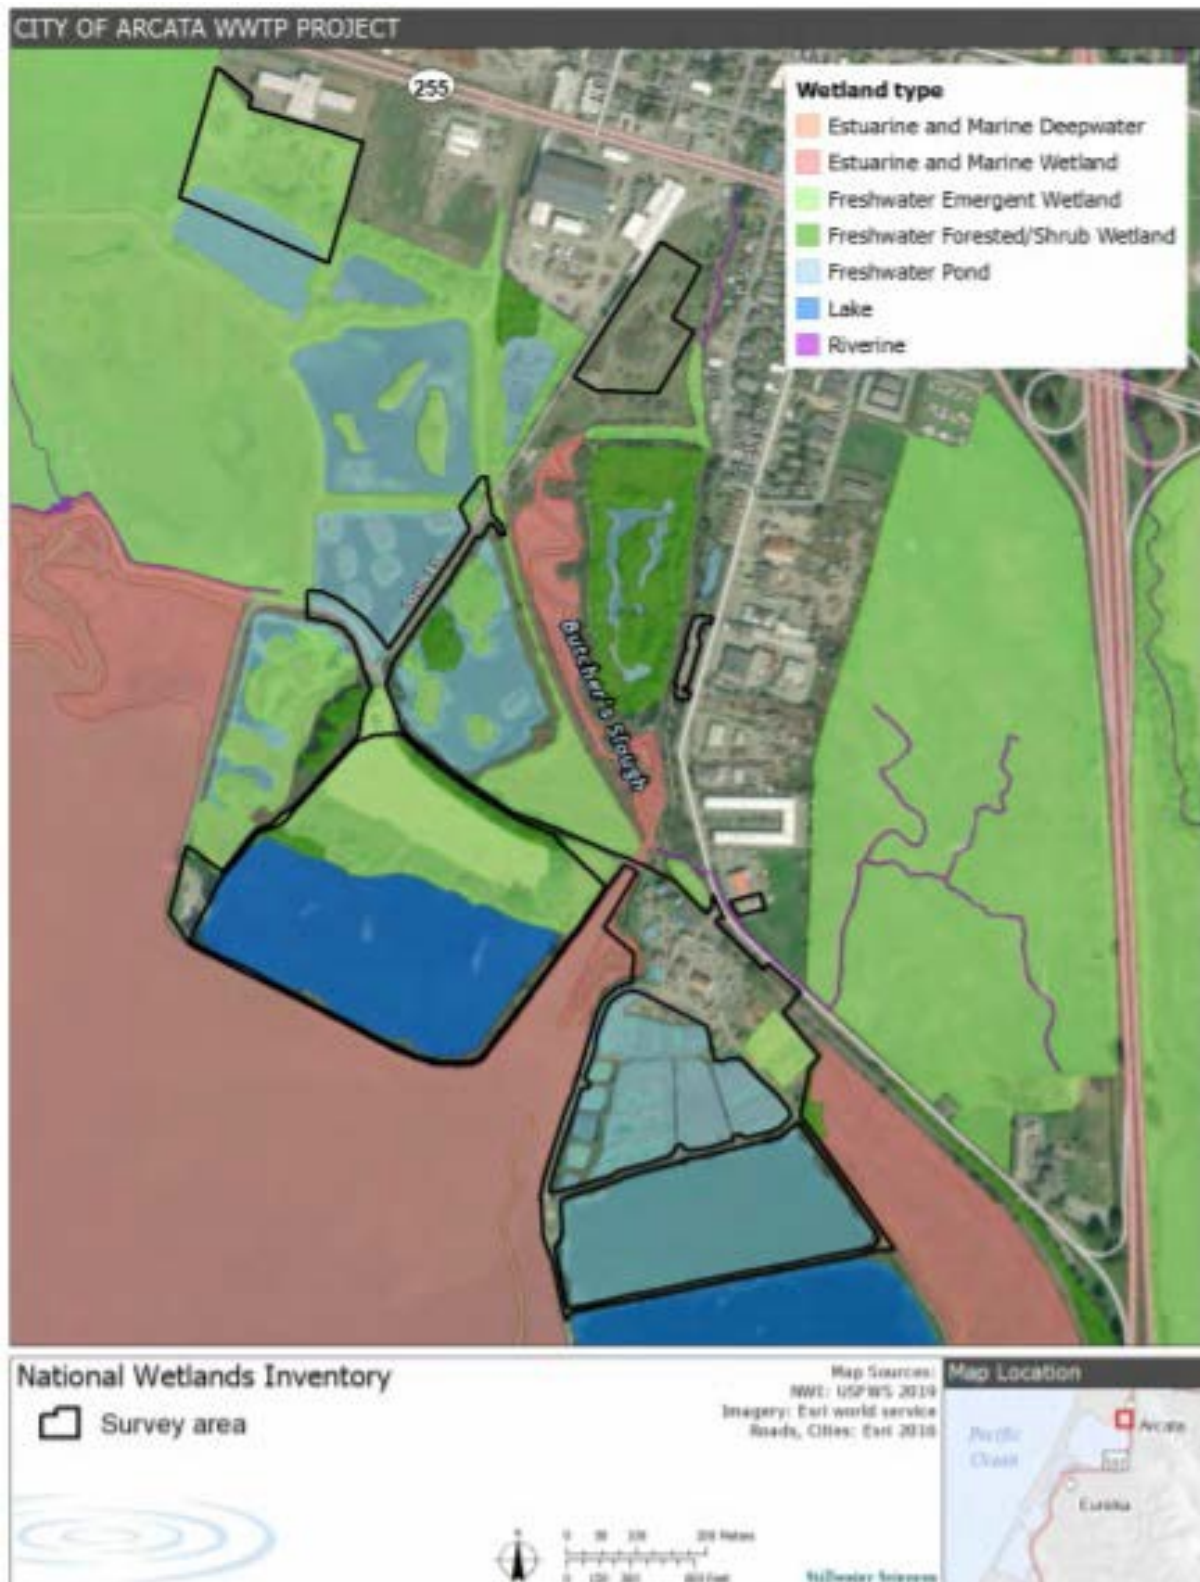 CITY OF ARCATA WWTP PROJECT
255
Wetland type
Estuarine and Marine Deepwater
Estuarine and Marine Wetland
Freshwater Emergent Wetland
Freshwater Forested/Shrub Wetland
Freshwater Pond
Lake
Riverine
Butcher's Slough
National Wetlands Inventory
Survey area
Map Sources:
NWI: USFWS 2019
Imagery: Esri world service
Roads, Cities: Esri 2016
Map Location
Pacific
Ocean
Arcata
Eureka
Stillwater Sciences